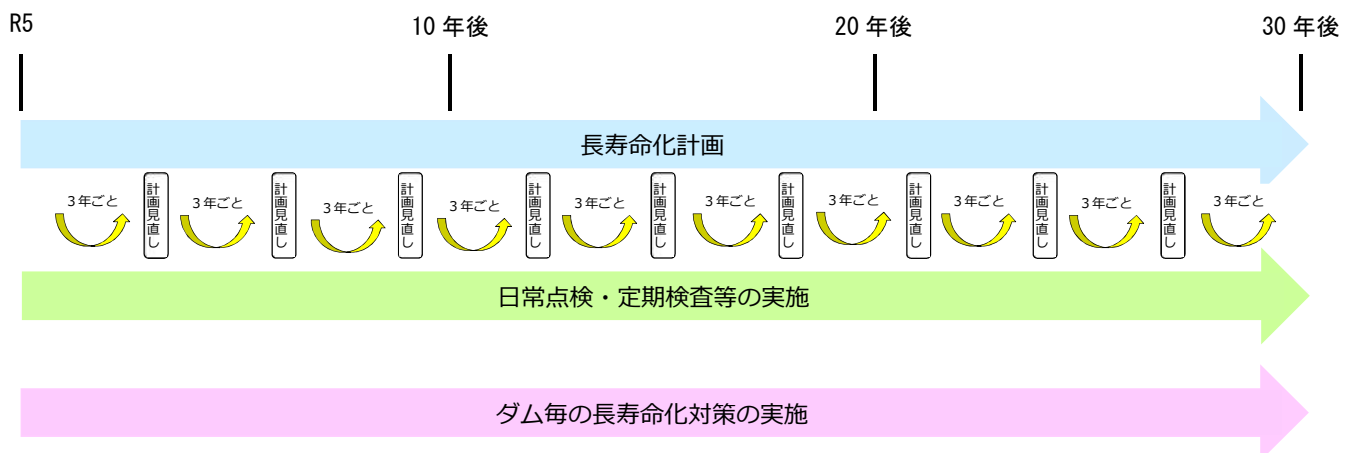 R5
10 年後
20 年後
30 年後
長寿命化計画
３年ごと
計画見直し
３年ごと
計画見直し
３年ごと
計画見直し
３年ごと
計画見直し
３年ごと
計画見直し
３年ごと
計画見直し
３年ごと
計画見直し
３年ごと
計画見直し
３年ごと
計画見直し
３年ごと
日常点検・定期検査等の実施
ダム毎の長寿命化対策の実施